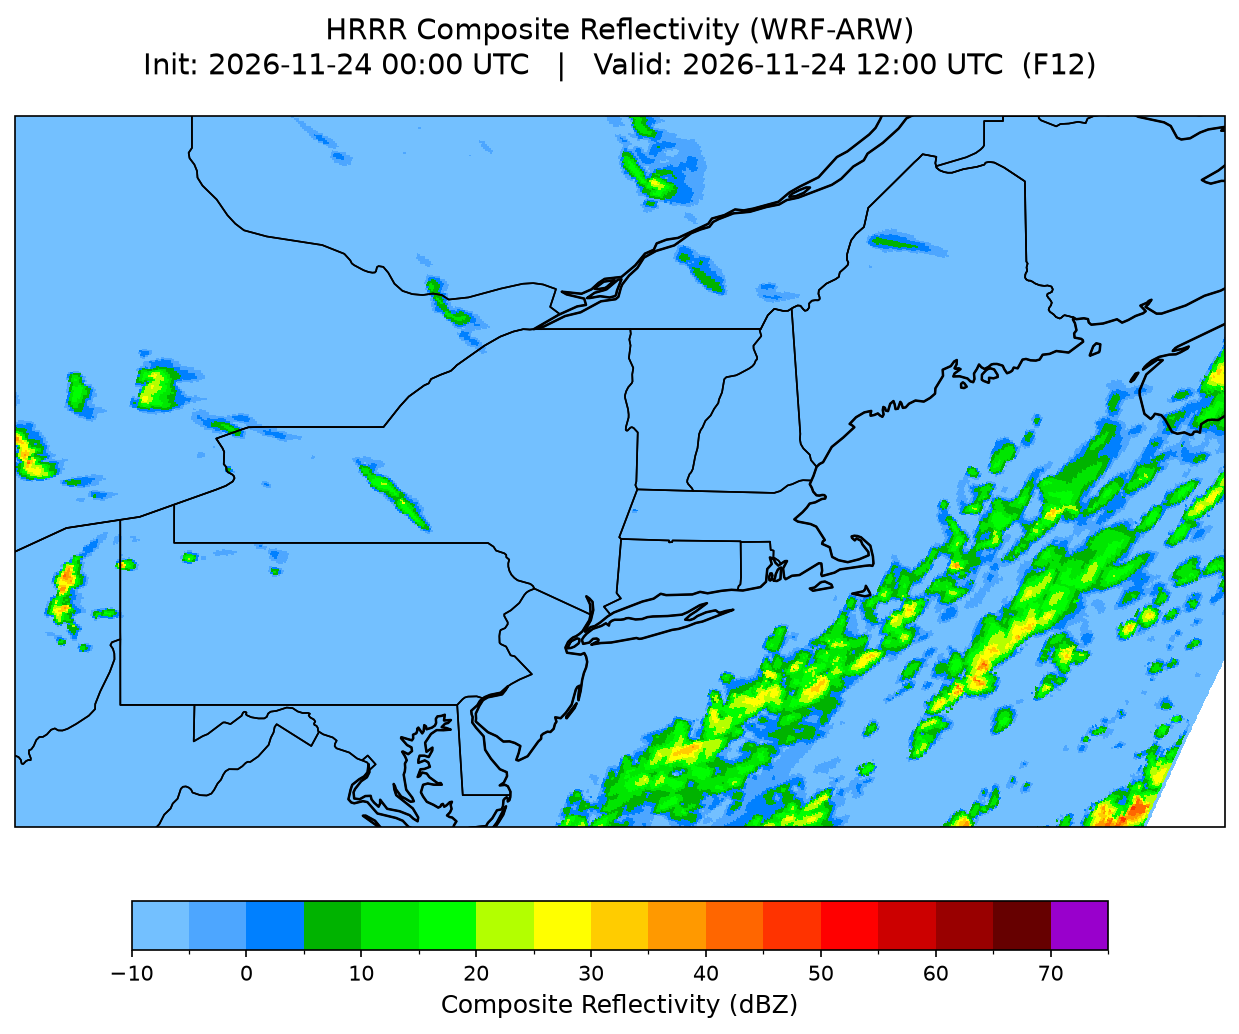 HRRR Composite Reflectivity (WRF-ARW)
Init: 2026-11-24 00:00 UTC | Valid: 2026-11-24 12:00 UTC (F12)
−10 0 10 20 30 40 50 60 70
Composite Reflectivity (dBZ)